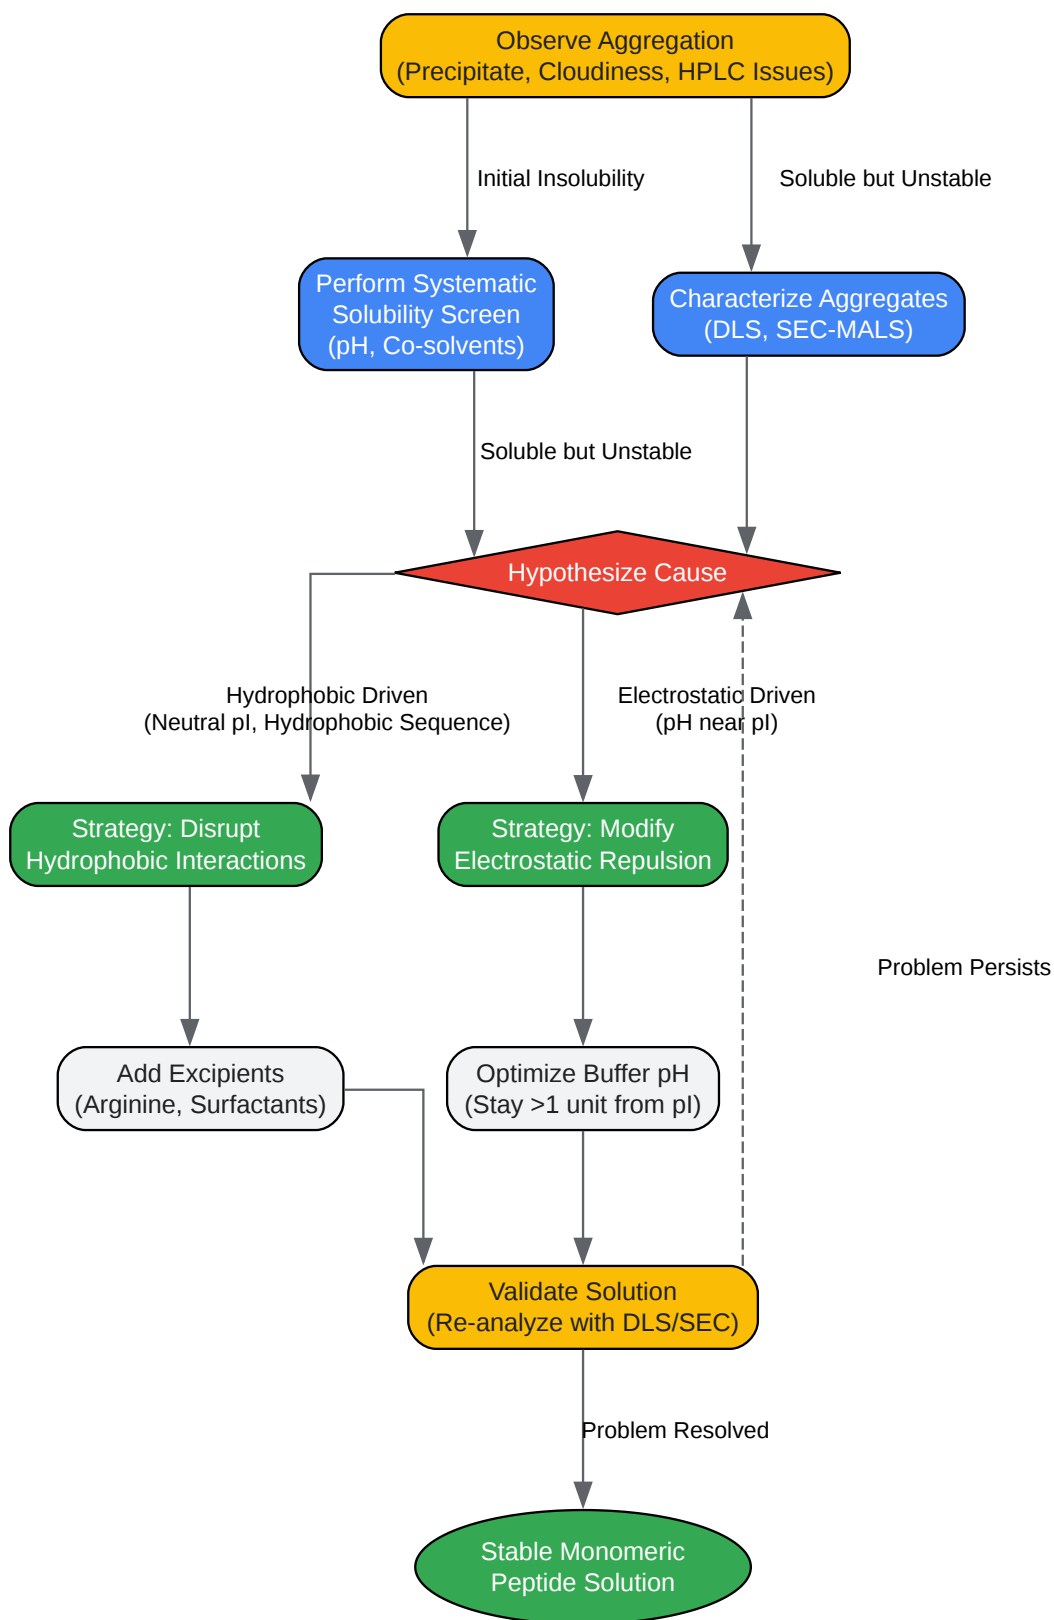 Observe Aggregation
(Precipitate, Cloudiness, HPLC Issues)
Initial Insolubility
Soluble but Unstable
Perform Systematic
Solubility Screen
(pH, Co-solvents)
Characterize Aggregates
(DLS, SEC-MALS)
Soluble but Unstable
Hypothesize Cause
Hydrophobic Driven
(Neutral pI, Hydrophobic Sequence)
Electrostatic Driven
(pH near pI)
Strategy: Disrupt
Hydrophobic Interactions
Strategy: Modify
Electrostatic Repulsion
Problem Persists
Add Excipients
(Arginine, Surfactants)
Optimize Buffer pH
(Stay >1 unit from pI)
Validate Solution
(Re-analyze with DLS/SEC)
Problem Resolved
Stable Monomeric
Peptide Solution